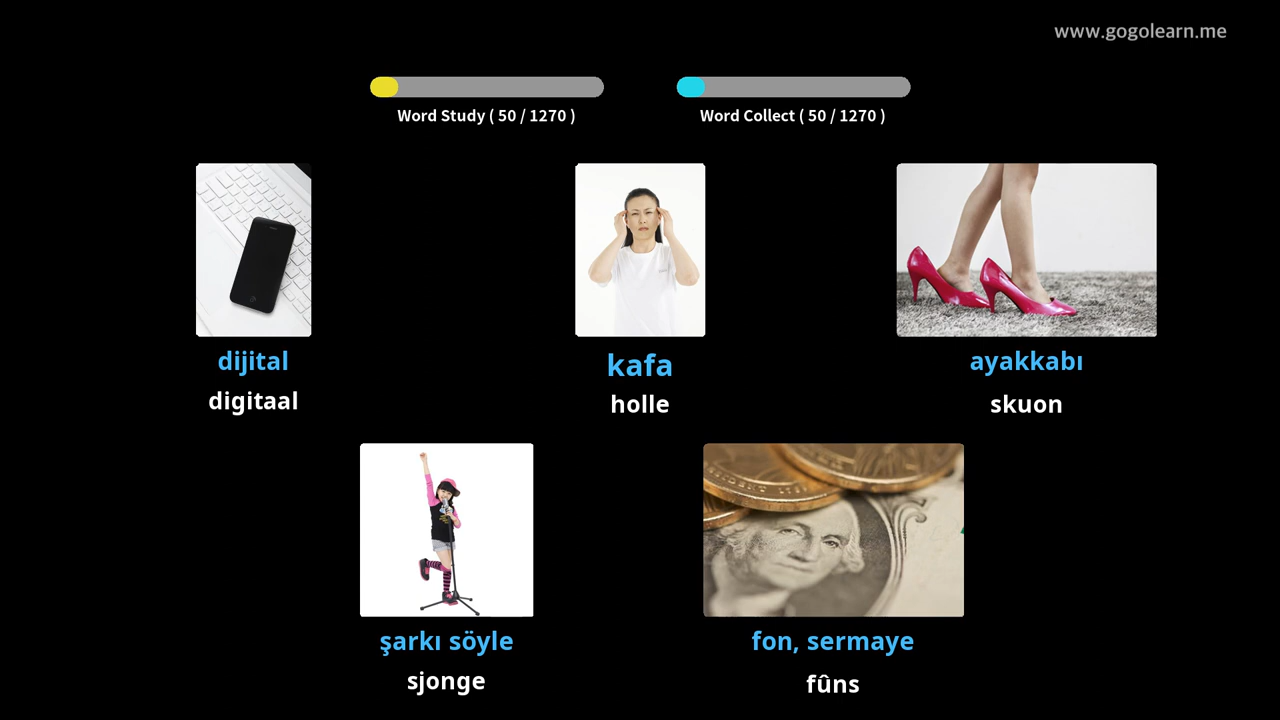 www.gogolearn.me
Word Study ( 50 / 1270 )
Word Collect ( 50 / 1270 )
dijital
digitaal
kafa
holle
ayakkabı
skuon
şarkı söyle
sjonge
fon, sermaye
fûns